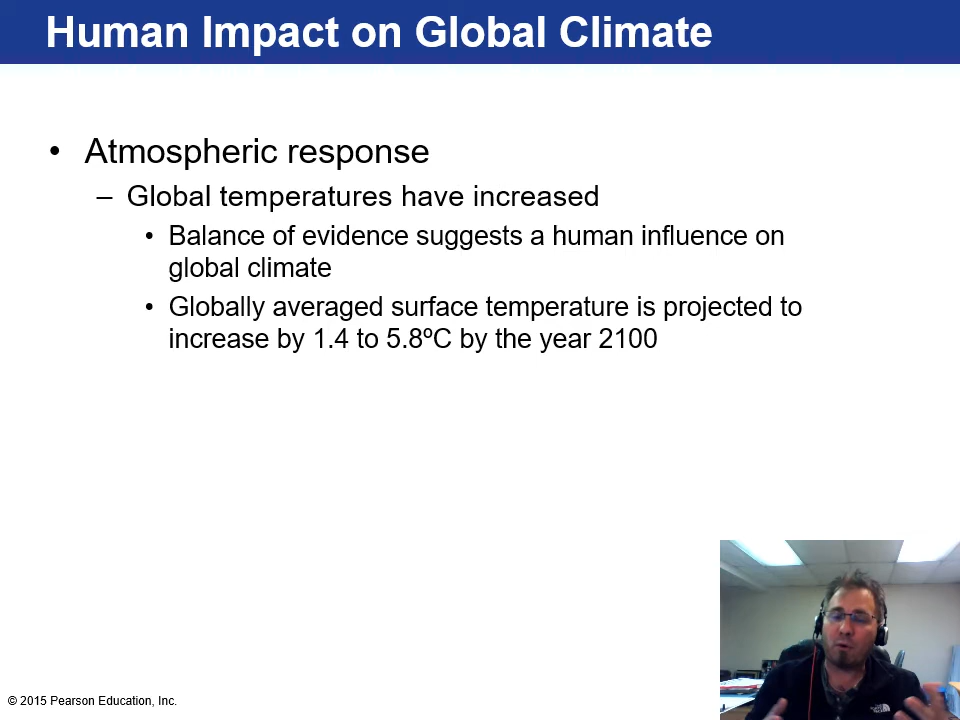 Human Impact on Global Climate
• Atmospheric response
– Global temperatures have increased
• Balance of evidence suggests a human influence on
global climate
• Globally averaged surface temperature is projected to
increase by 1.4 to 5.8ºC by the year 2100
© 2015 Pearson Education, Inc.